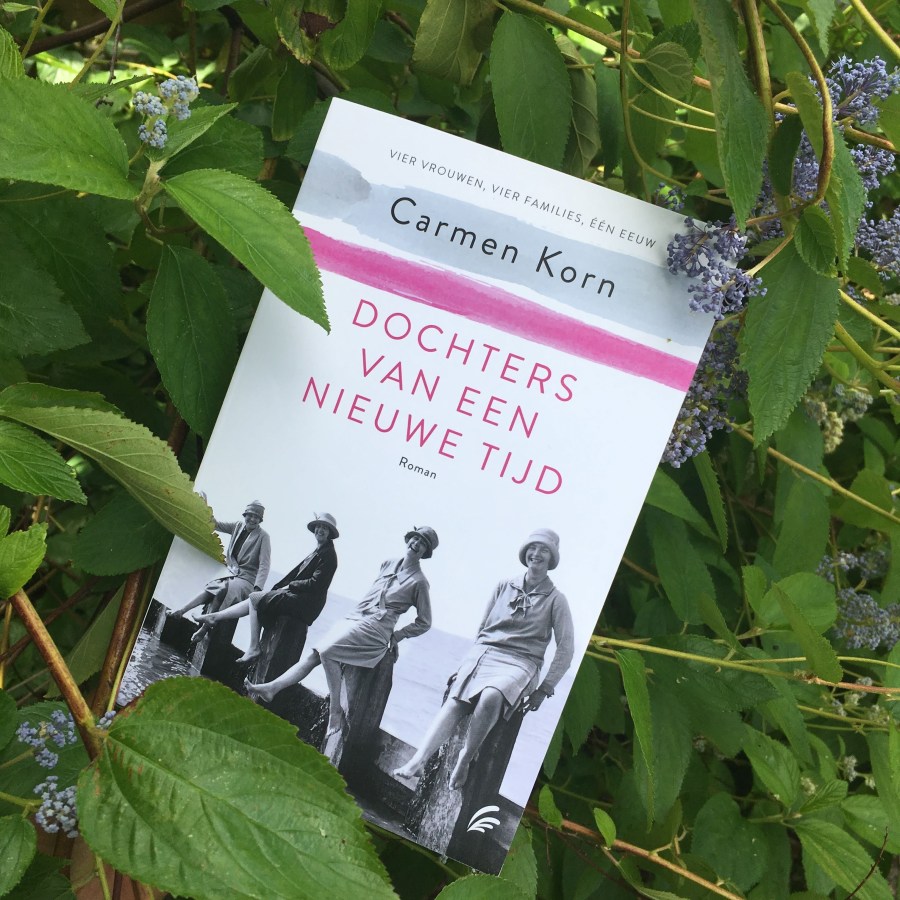 VIER VROUWEN, VIER FAMILIES, ÉÉN EEUW
Carmen Korn
DOCHTERS
VAN EEN
NIEUWE TIJD
Roman